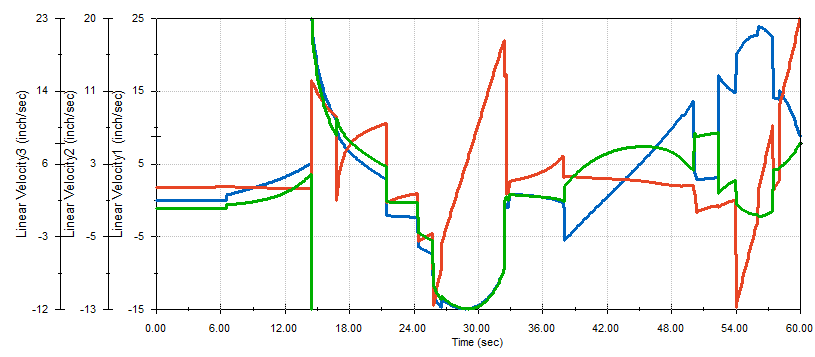 23 20 25
14 11 15
6 3 5
-3 -5 -5
-12 -13 -15
Linear Velocity3 (inch/sec)
Linear Velocity2 (inch/sec)
Linear Velocity1 (inch/sec)
0.00 6.00 12.00 18.00 24.00 30.00 36.00 42.00 48.00 54.00 60.00
Time (sec)